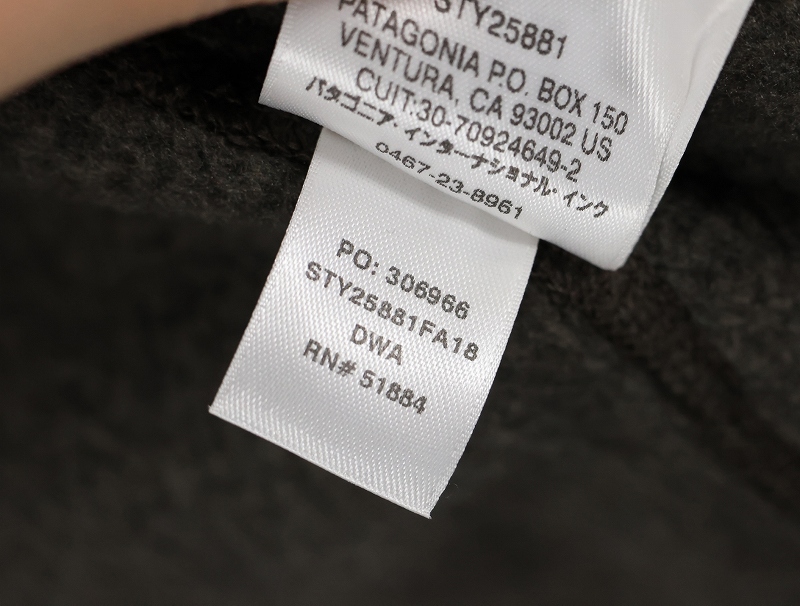 STY25881
PATAGONIA P.O. BOX 150
VENTURA, CA 93002 US
CUIT:30-70924649-2
パタゴニア・インターナショナル・インク
0467-23-8961
PO: 306966
STY25881FA18
DWA
RN# 51884